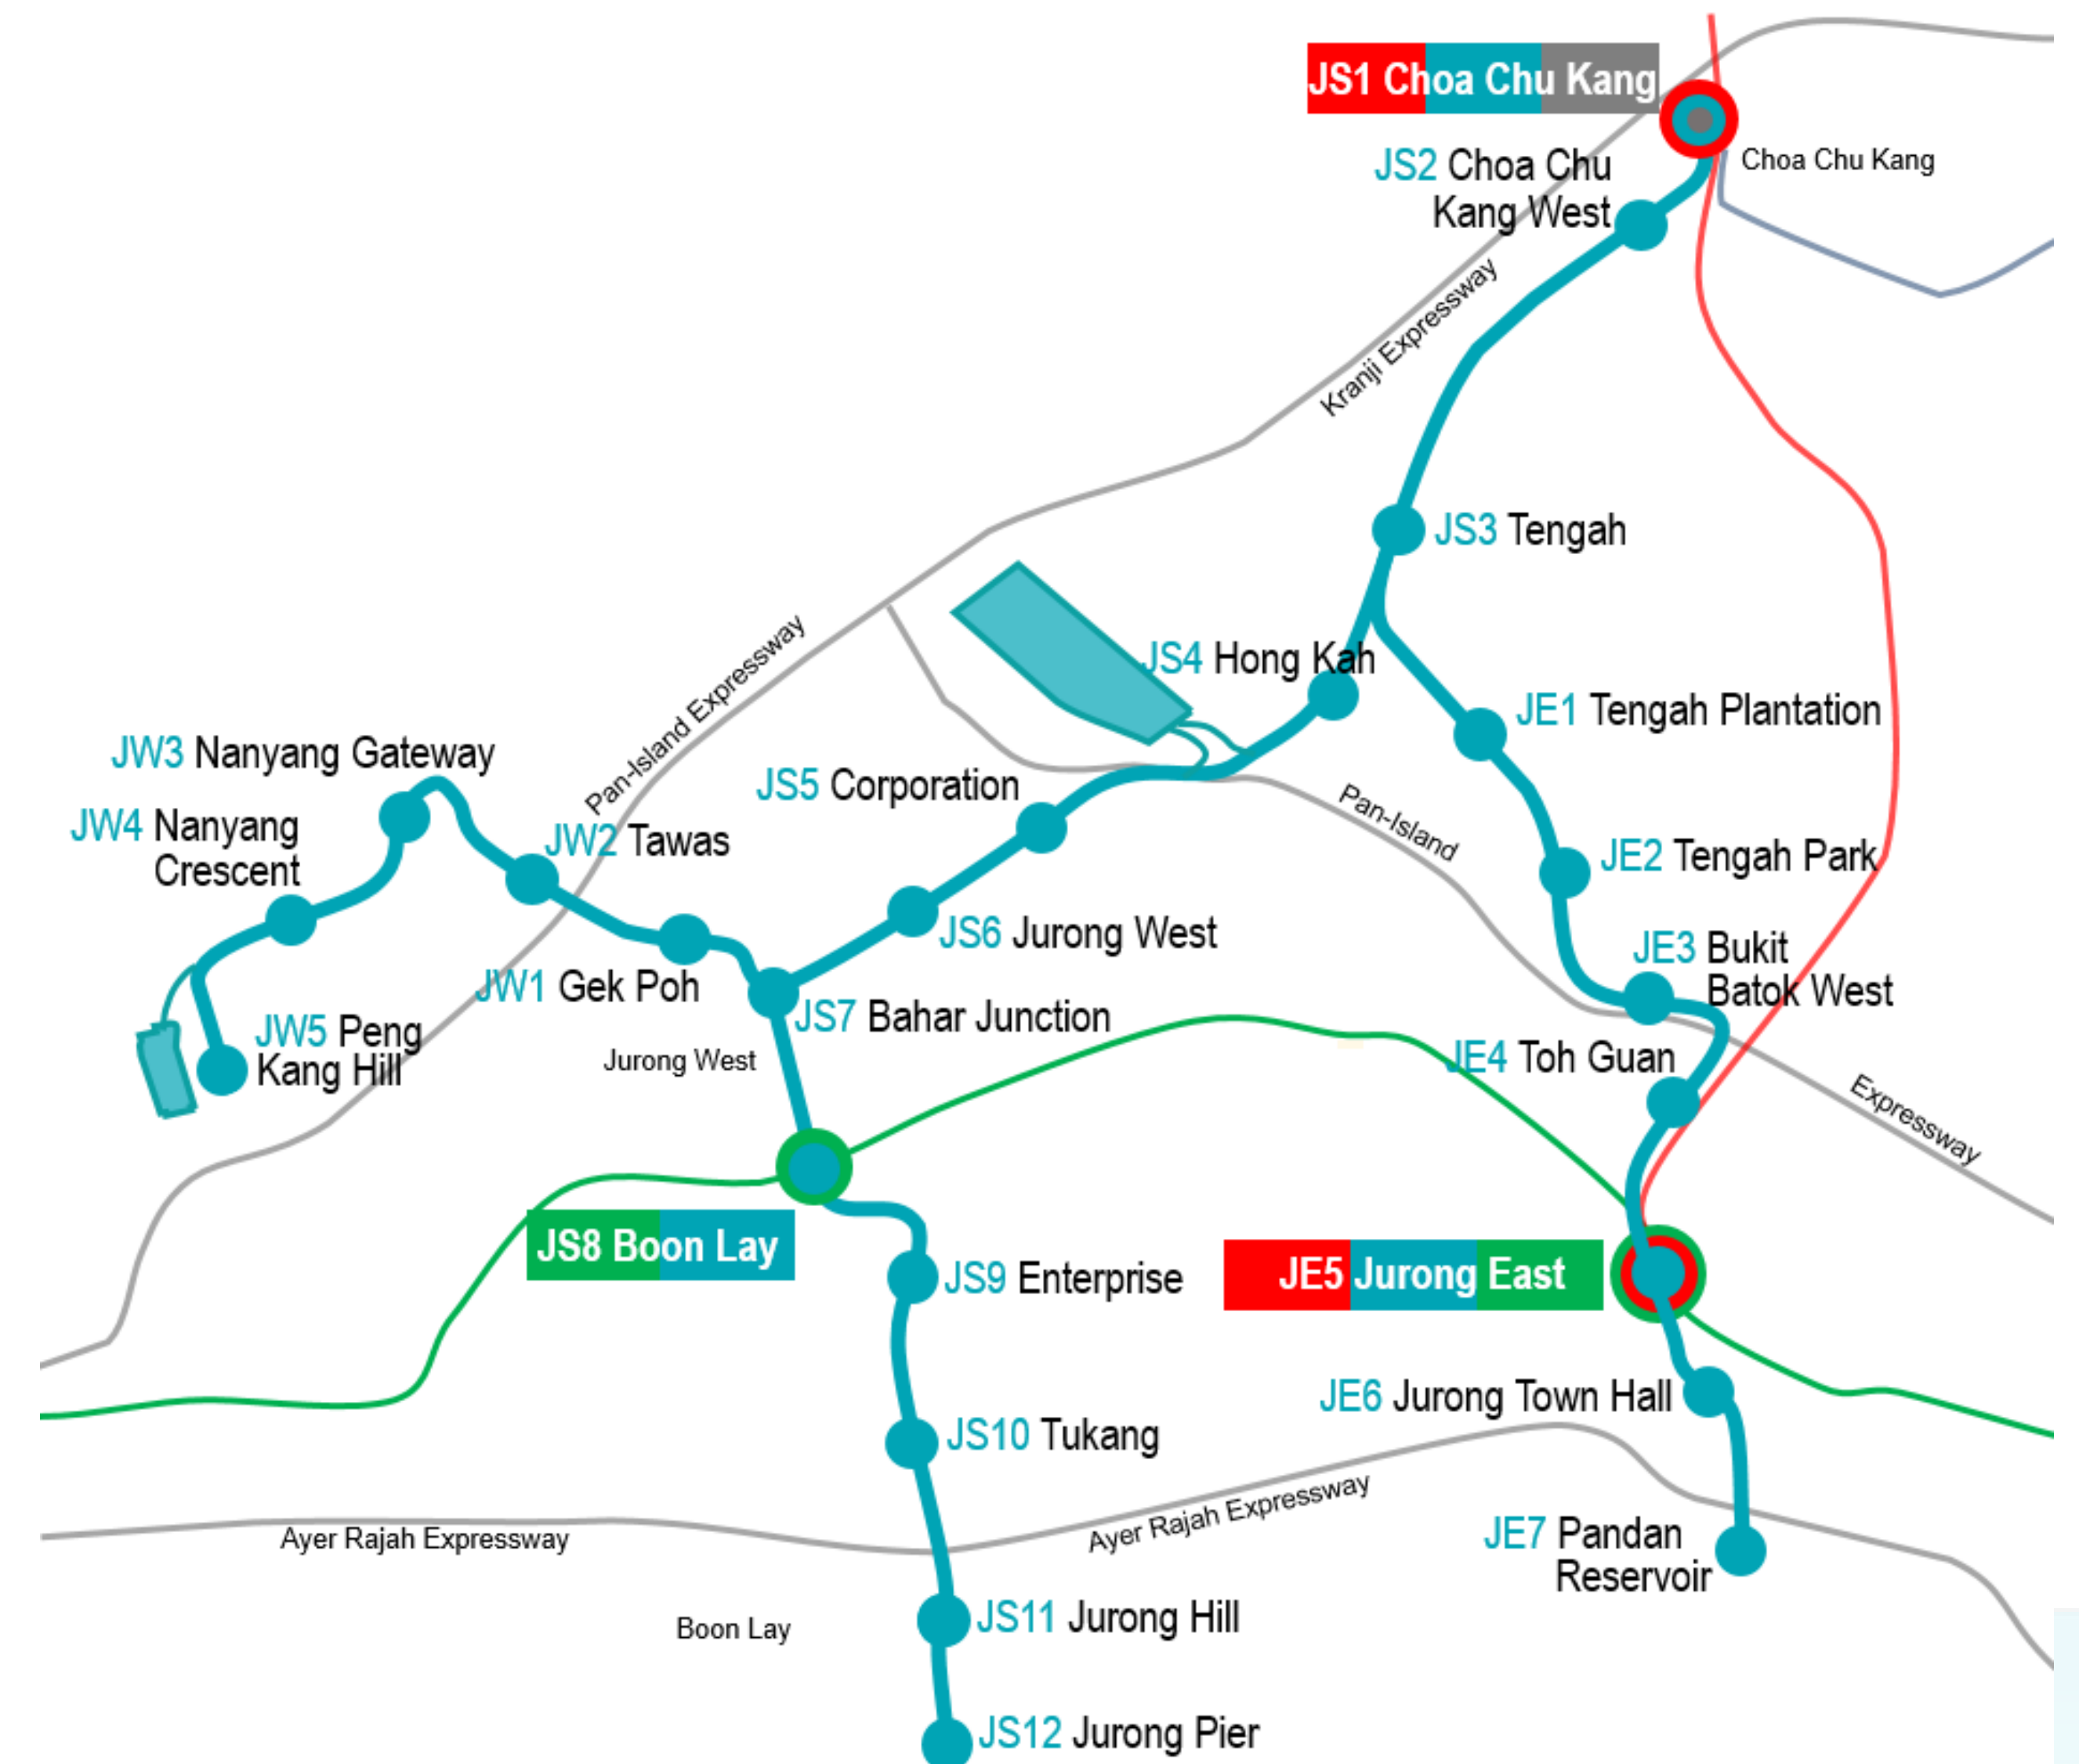 JS1 Choa Chu Kang
Choa Chu Kang
JS2 Choa Chu
Kang West
Kranji Expressway
JS3 Tengah
Pan-Island Expressway
JS4 Hong Kah
JE1 Tengah Plantation
JW3 Nanyang Gateway
JS5 Corporation
Pan-Island
JW4 Nanyang
Crescent
JW2 Tawas
JE2 Tengah Park
JS6 Jurong West
JE3 Bukit
Batok West
JW1 Gek Poh
JS7 Bahar Junction
JW5 Peng
Kang Hill
Jurong West
JE4 Toh Guan
Expressway
JS8 Boon Lay
JS9 Enterprise
JE5 Jurong East
JE6 Jurong Town Hall
JS10 Tukang
Ayer Rajah Expressway
Ayer Rajah Expressway
JE7 Pandan
Reservoir
JS11 Jurong Hill
Boon Lay
JS12 Jurong Pier